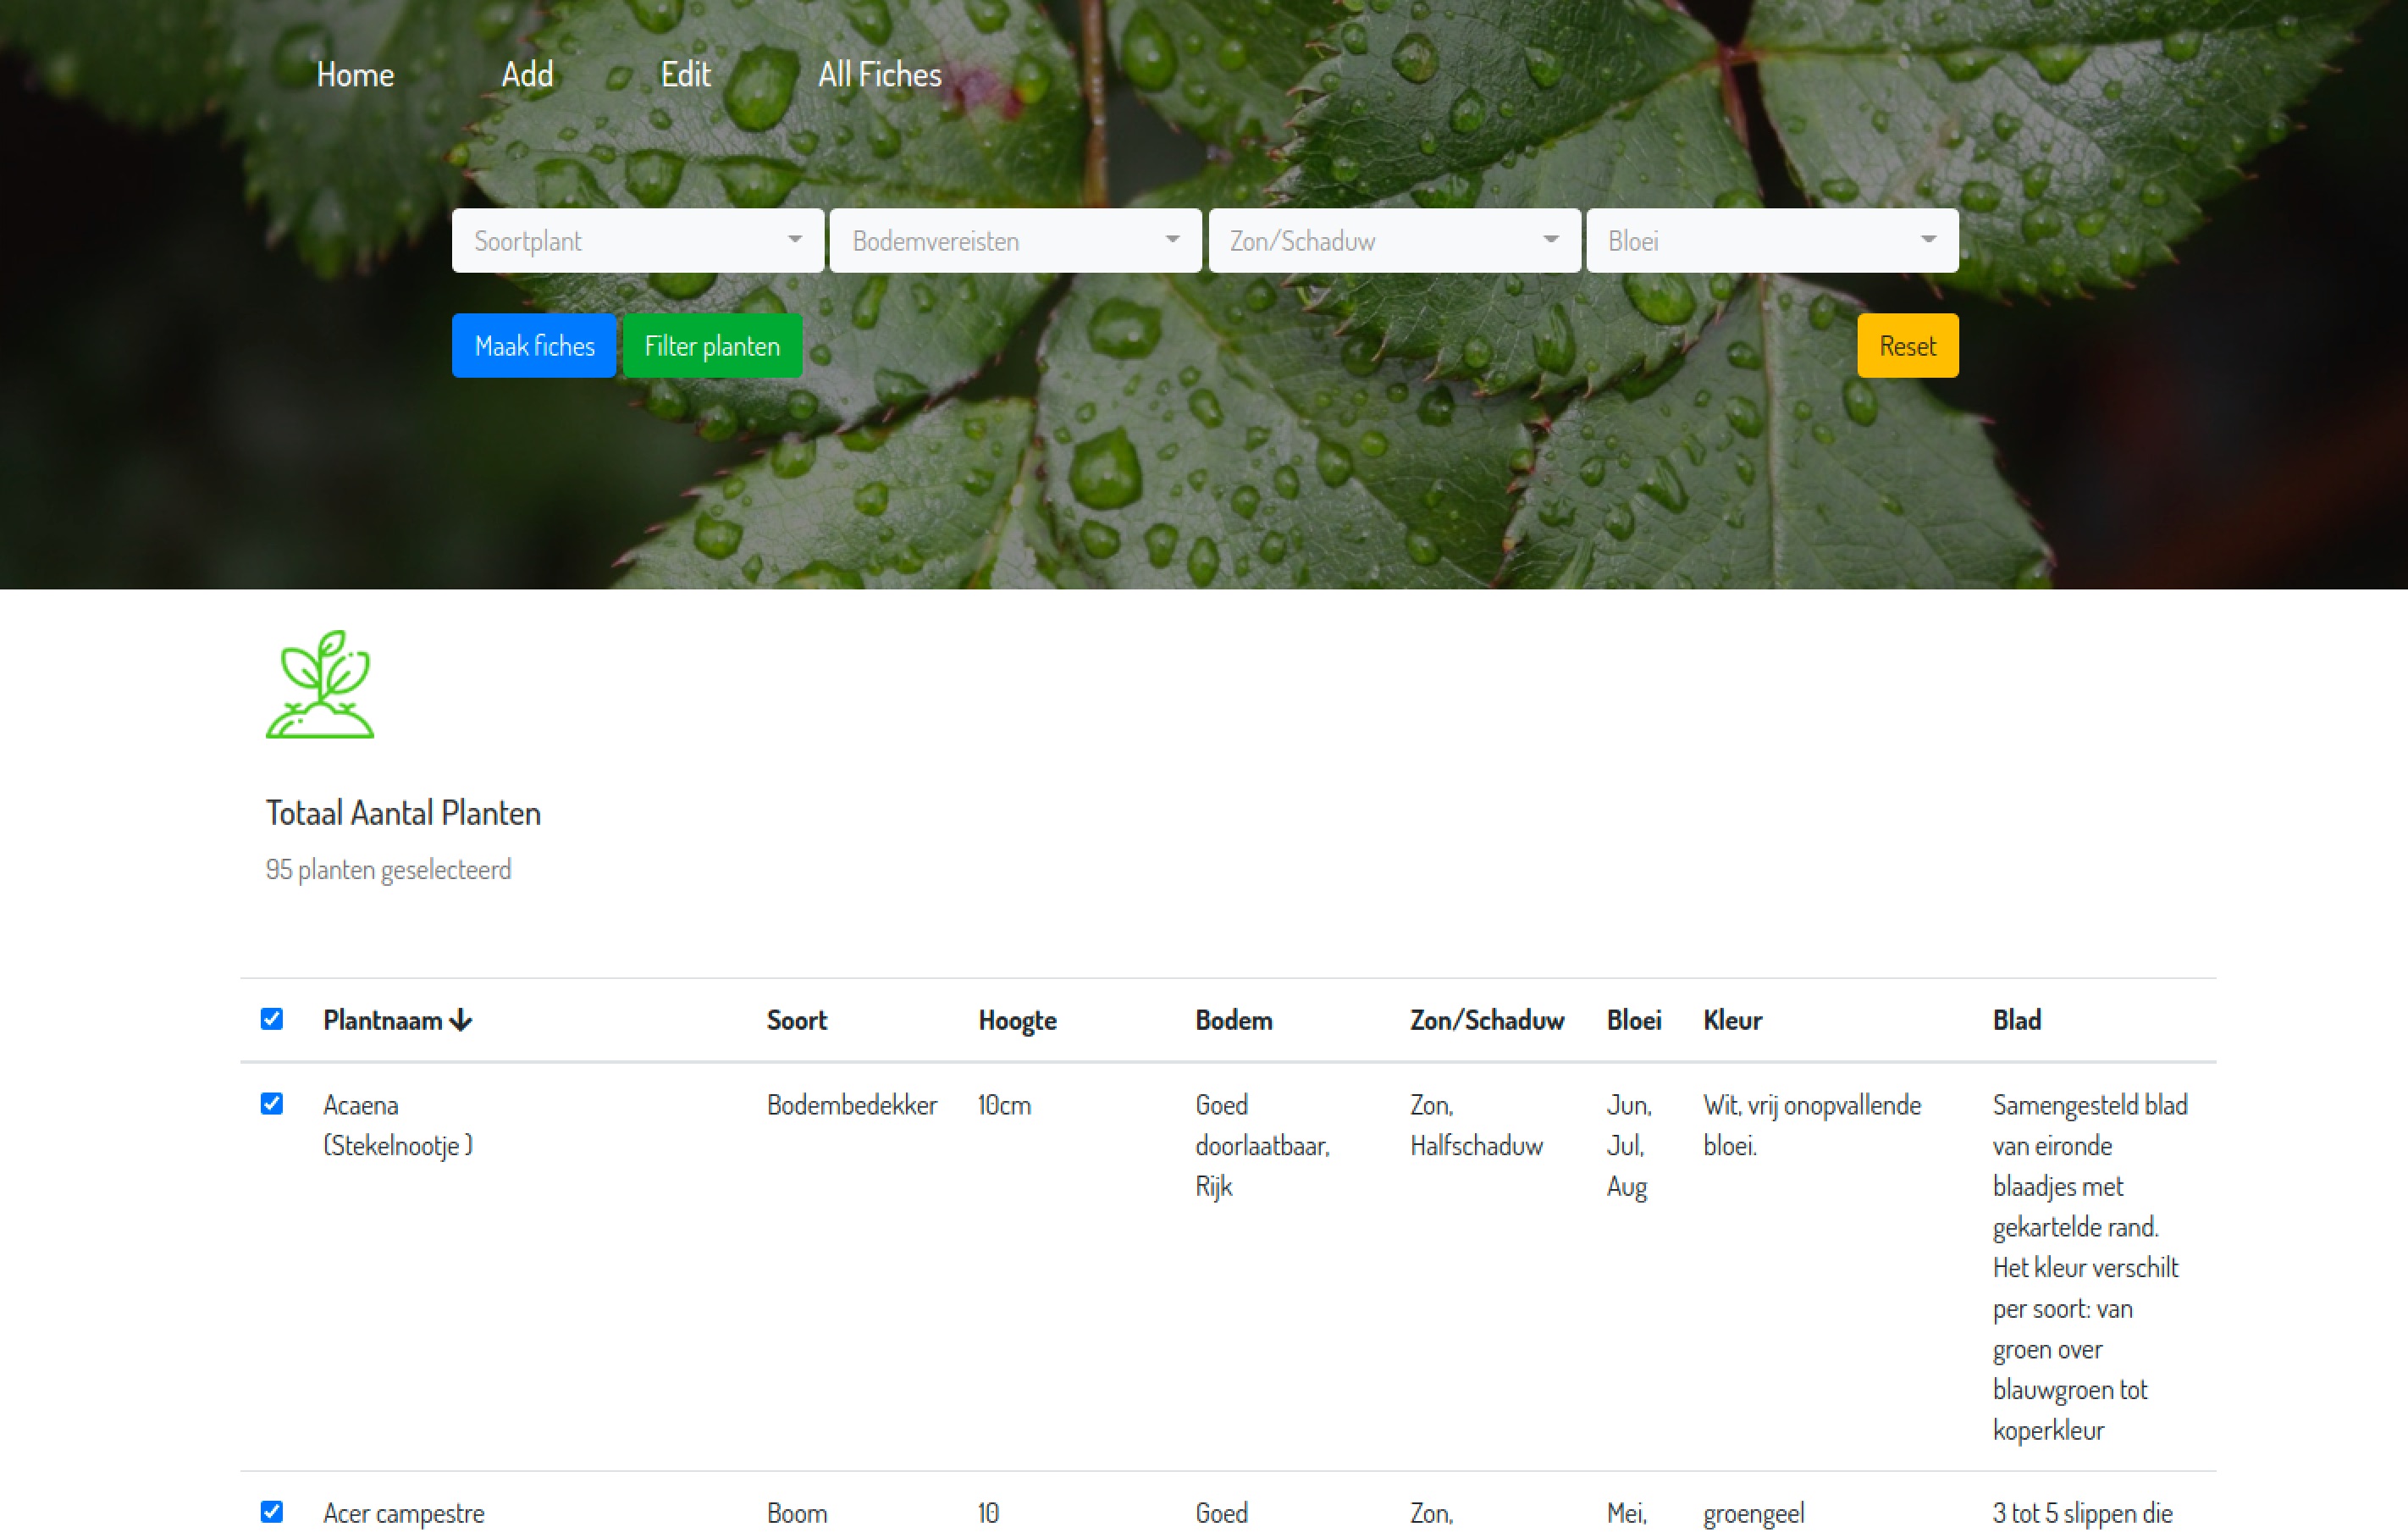 Home Add Edit All Fiches
Soortplant Bodemvereisten Zon/Schaduw Bloei
Maak fiches Filter planten Reset
Totaal Aantal Planten
95 planten geselecteerd
Plantnaam Soort Hoogte Bodem Zon/Schaduw Bloei Kleur Blad
Acaena Bodembedekker 10cm Goed Zon, Jun, Wit, vrij onopvallende Samengesteld blad
(Stekelnootje ) doorlaatbaar, Halfschaduw Jul, bloei. van eironde
Rijk Aug blaadjes met
gekartelde rand.
Het kleur verschilt
per soort: van
groen over
blauwgroen tot
koperkleur
Acer campestre Boom 10 Goed Zon, Mei, groengeel 3 tot 5 slippen die